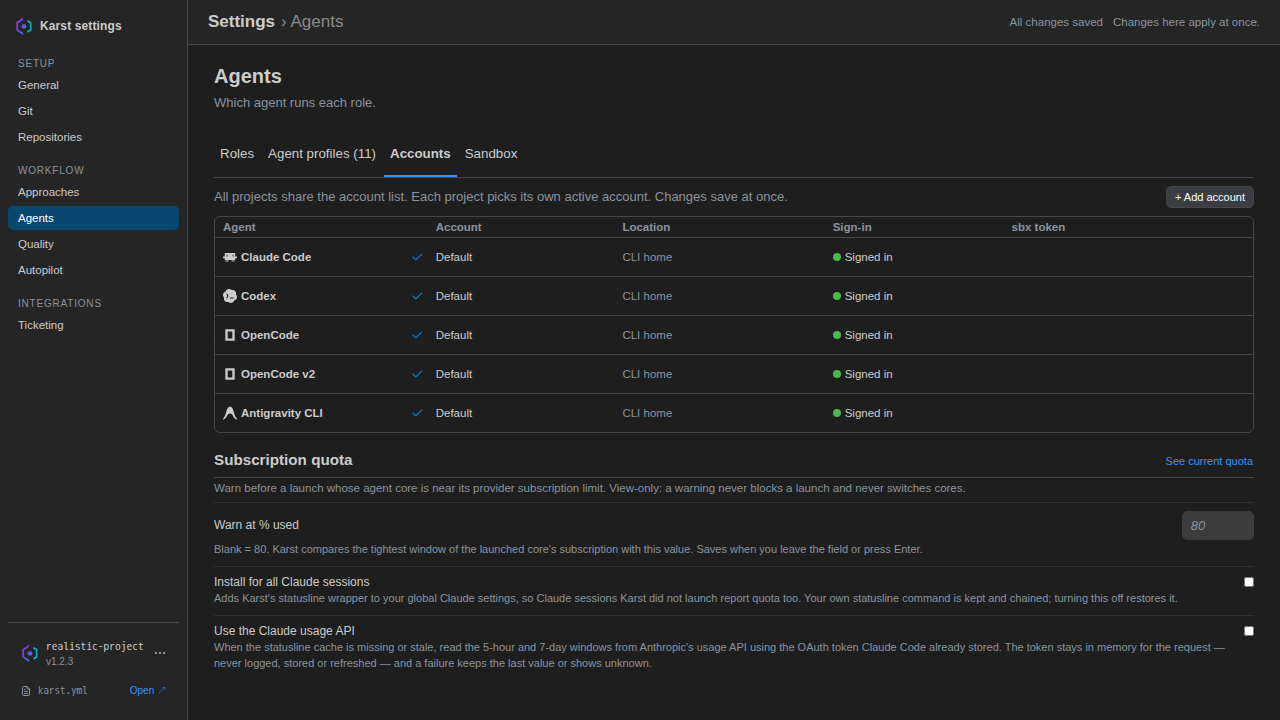 Karst settings
Settings › Agents
All changes saved Changes here apply at once.
SETUP
General
Git
Repositories
WORKFLOW
Approaches
Agents
Quality
Autopilot
INTEGRATIONS
Ticketing
realistic-project
v1.2.3
karst.yml Open ↗
Agents
Which agent runs each role.
Roles Agent profiles (11) Accounts Sandbox
All projects share the account list. Each project picks its own active account. Changes save at once.
+ Add account
Agent Account Location Sign-in sbx token
Claude Code Default CLI home Signed in
Codex Default CLI home Signed in
OpenCode Default CLI home Signed in
OpenCode v2 Default CLI home Signed in
Antigravity CLI Default CLI home Signed in
Subscription quota See current quota
Warn before a launch whose agent core is near its provider subscription limit. View-only: a warning never blocks a launch and never switches cores.
Warn at % used 80
Blank = 80. Karst compares the tightest window of the launched core's subscription with this value. Saves when you leave the field or press Enter.
Install for all Claude sessions
Adds Karst's statusline wrapper to your global Claude settings, so Claude sessions Karst did not launch report quota too. Your own statusline command is kept and chained; turning this off restores it.
Use the Claude usage API
When the statusline cache is missing or stale, read the 5-hour and 7-day windows from Anthropic's usage API using the OAuth token Claude Code already stored. The token stays in memory for the request —
never logged, stored or refreshed — and a failure keeps the last value or shows unknown.